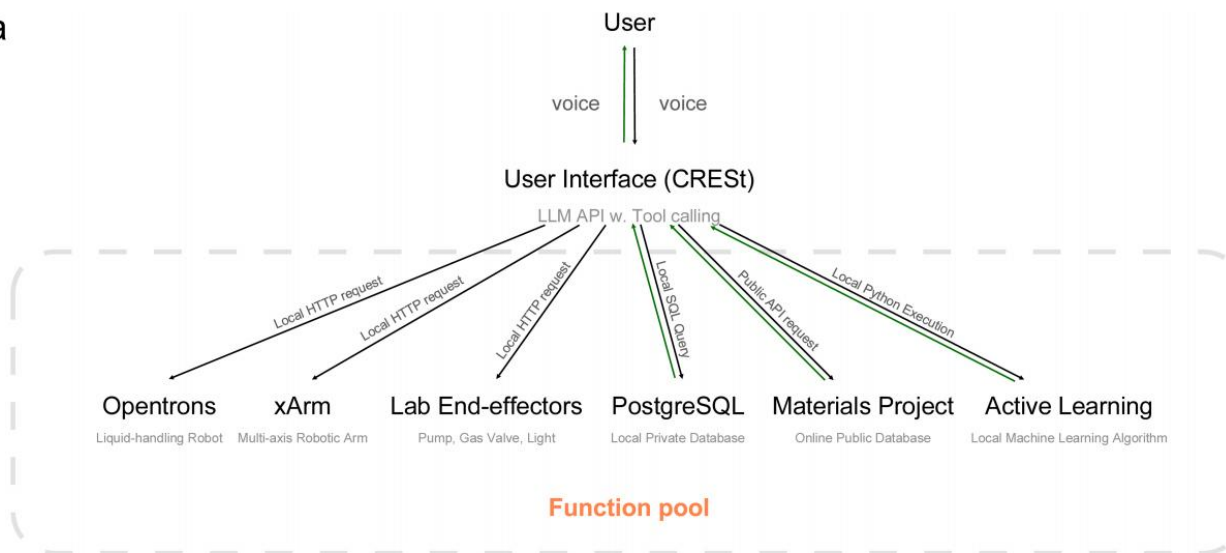 a
User
voice
voice
User Interface (CRESt)
LLM API w. Tool calling
Local HTTP request
Local HTTP request
Local HTTP request
Local SQL Query
Public API request
Local Python Execution
Opentrons
Liquid-handling Robot
xArm
Multi-axis Robotic Arm
Lab End-effectors
Pump, Gas Valve, Light
PostgreSQL
Local Private Database
Materials Project
Online Public Database
Active Learning
Local Machine Learning Algorithm
Function pool